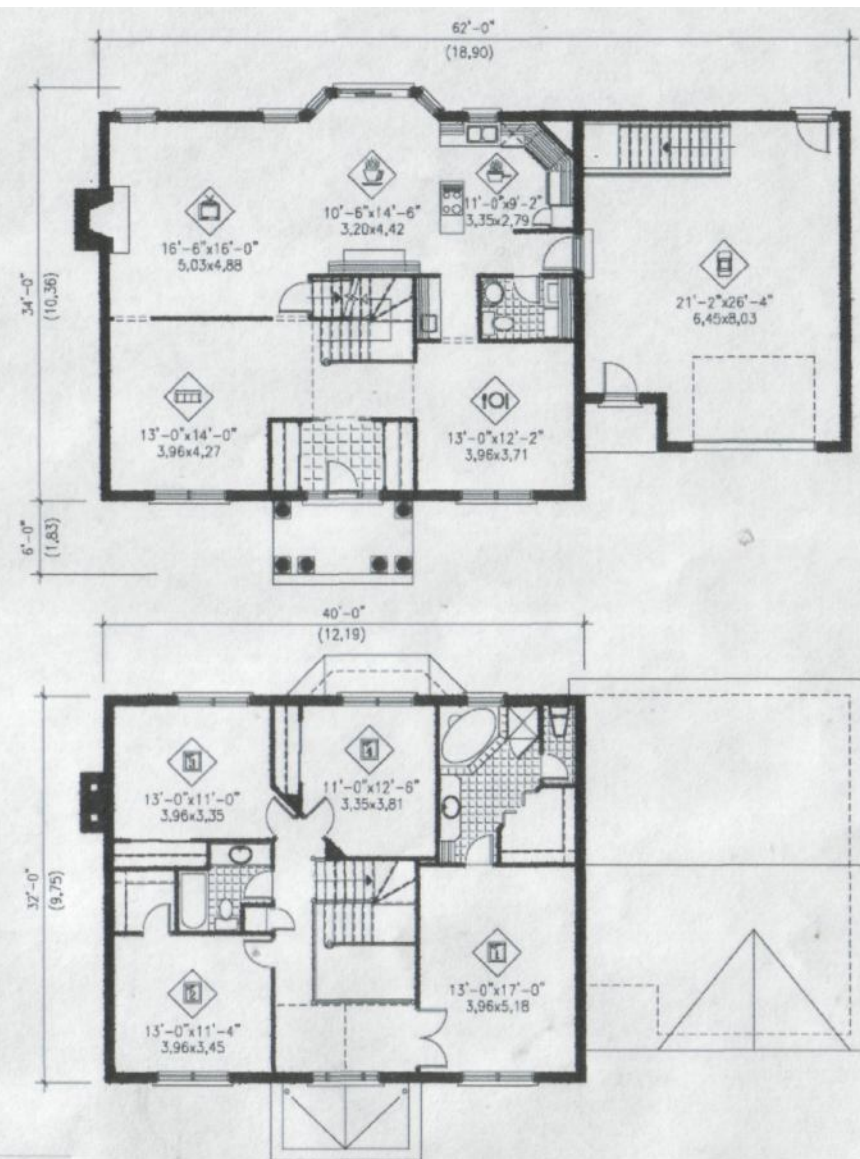 62'-0"
(18,90)
34'-0"
(10,36)
16'-6"x16'-0"
5,03x4,88
10'-6"x14'-6"
3,20x4,42
11'-0"x9'-2"
3,35x2,79
21'-2"x26'-4"
6,45x8,03
13'-0"x14'-0"
3,96x4,27
13'-0"x12'-2"
3,96x3,71
6'-0"
(1,83)
40'-0"
(12,19)
32'-0"
(9,75)
3
13'-0"x11'-0"
3,96x3,35
4
11'-0"x12'-6"
3,35x3,81
1
13'-0"x17'-0"
3,96x5,18
2
13'-0"x11'-4"
3,96x3,45